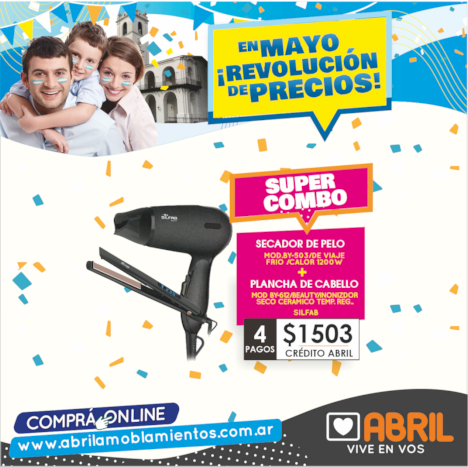 EN MAYO
¡REVOLUCIÓN
DE PRECIOS!
SUPER
COMBO
SECADOR DE PELO
MOD.BY-503/DE VIAJE
FRIO /CALOR 1200W
+
PLANCHA DE CABELLO
MOD BY-612/BEAUTY/INONIZDOR
SECO CERAMICO TEMP. REG..
SILFAB
4
PAGOS
$1503
CRÉDITO ABRIL
COMPRÁ ONLINE
www.abrilamoblamientos.com.ar
ABRIL
VIVE EN VOS